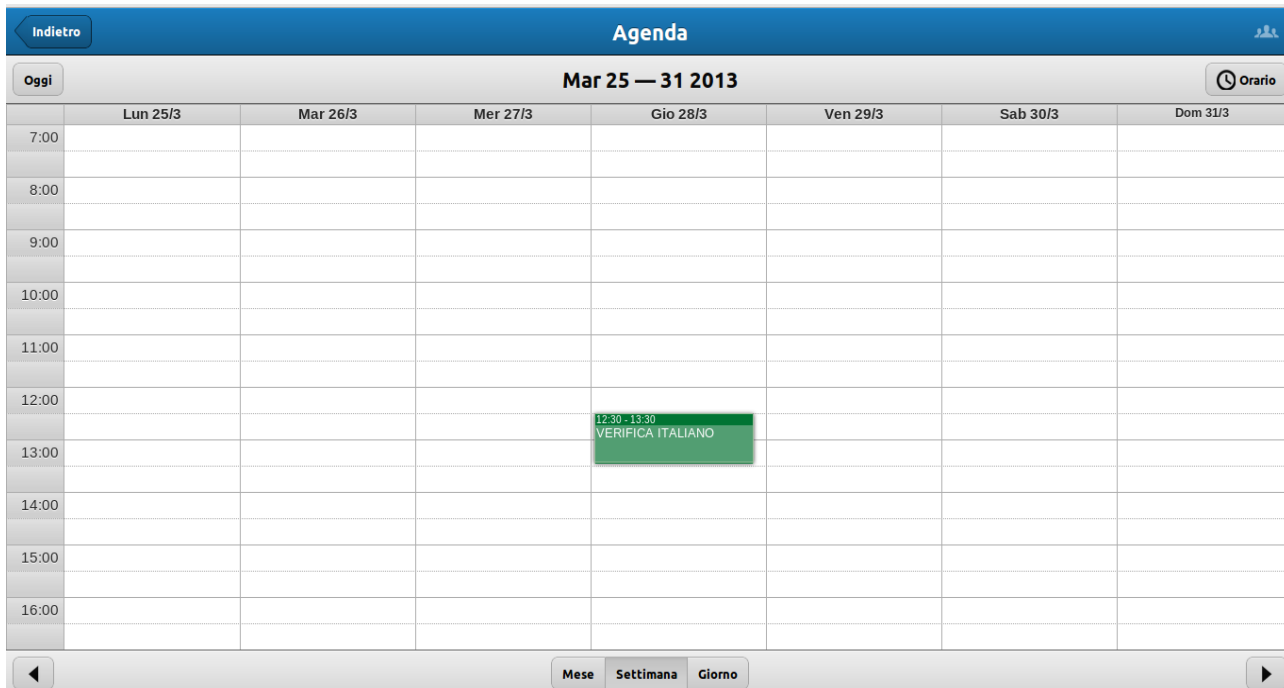 Indietro
Agenda
Oggi
Mar 25 — 31 2013
Orario
Lun 25/3 Mar 26/3 Mer 27/3 Gio 28/3 Ven 29/3 Sab 30/3 Dom 31/3
7:00
8:00
9:00
10:00
11:00
12:00
12:30 - 13:30
VERIFICA ITALIANO
13:00
14:00
15:00
16:00
Mese Settimana Giorno